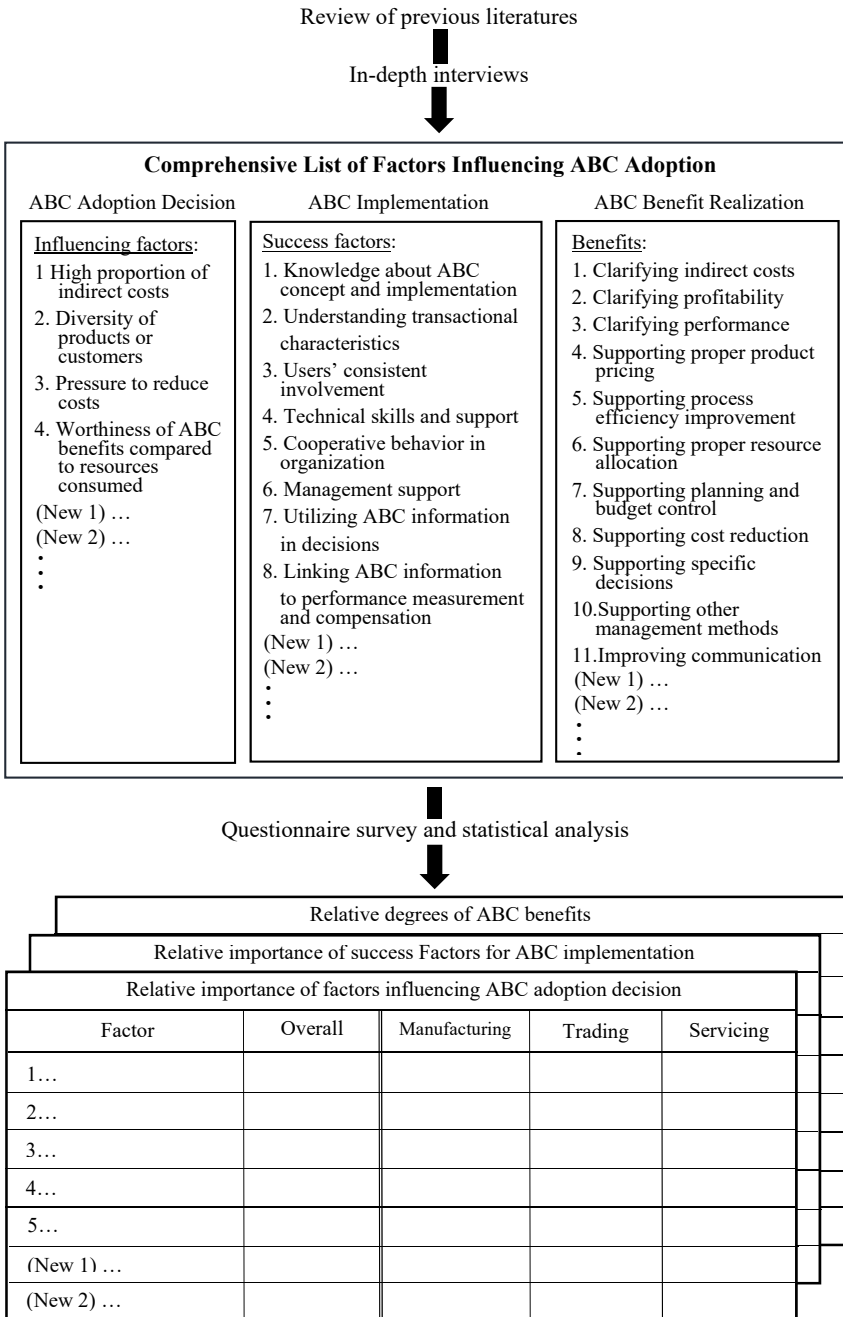 Review of previous literatures
In-depth interviews
Comprehensive List of Factors Influencing ABC Adoption
ABC Adoption Decision
Influencing factors:
1 High proportion of
indirect costs
2. Diversity of
products or
customers
3. Pressure to reduce
costs
4. Worthiness of ABC
benefits compared
to resources
consumed
(New 1) …
(New 2) …
ABC Implementation
Success factors:
1. Knowledge about ABC
concept and implementation
2. Understanding transactional
characteristics
3. Users’ consistent
involvement
4. Technical skills and support
5. Cooperative behavior in
organization
6. Management support
7. Utilizing ABC information
in decisions
8. Linking ABC information
to performance measurement
and compensation
(New 1) …
(New 2) …
ABC Benefit Realization
Benefits:
1. Clarifying indirect costs
2. Clarifying profitability
3. Clarifying performance
4. Supporting proper product
pricing
5. Supporting process
efficiency improvement
6. Supporting proper resource
allocation
7. Supporting planning and
budget control
8. Supporting cost reduction
9. Supporting specific
decisions
10.Supporting other
management methods
11.Improving communication
(New 1) …
(New 2) …
Questionnaire survey and statistical analysis
Relative degrees of ABC benefits
Relative importance of success Factors for ABC implementation
Relative importance of factors influencing ABC adoption decision
Factor Overall Manufacturing Trading Servicing
1…
2…
3…
4…
5…
(New 1) …
(New 2) …